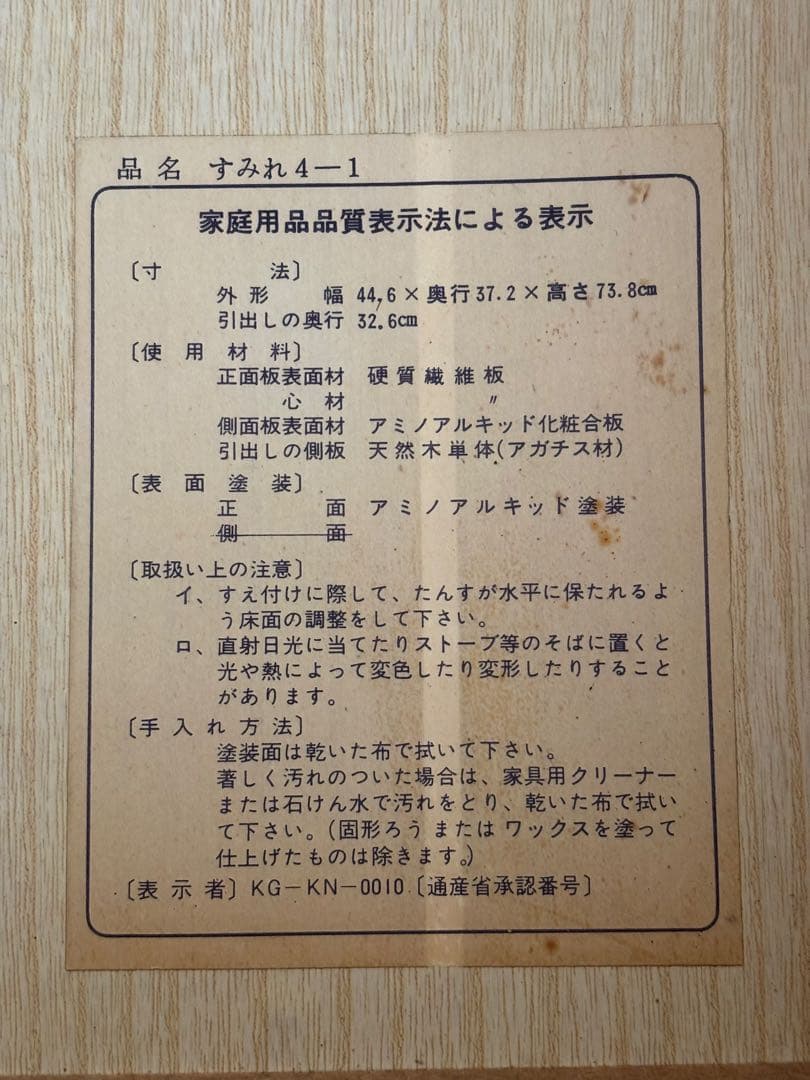 品名 すみれ4―1
家庭用品品質表示法による表示
〔寸法〕
外形 幅 44.6×奥行37.2×高さ73.8㎝
引出しの奥行 32.6㎝
〔使用材料〕
正面板表面材 硬質繊維板
心材 〃
側面板表面材 アミノアルキッド化粧合板
引出しの側板 天然木単体(アガチス材)
〔表面塗装〕
正面 アミノアルキッド塗装
側面
〔取扱い上の注意〕
イ、すえ付けに際して、たんすが水平に保たれるよ
う床面の調整をして下さい。
ロ、直射日光に当てたりストーブ等のそばに置くと
光や熱によって変色したり変形したりすること
があります。
〔手入れ方法〕
塗装面は乾いた布で拭いて下さい。
著しく汚れのついた場合は、家具用クリーナー
または石けん水で汚れをとり、乾いた布で拭い
て下さい。(固形ろうまたはワックスを塗って
仕上げたものは除きます。)
〔表示者〕KG-KN-0010〔通産省承認番号〕